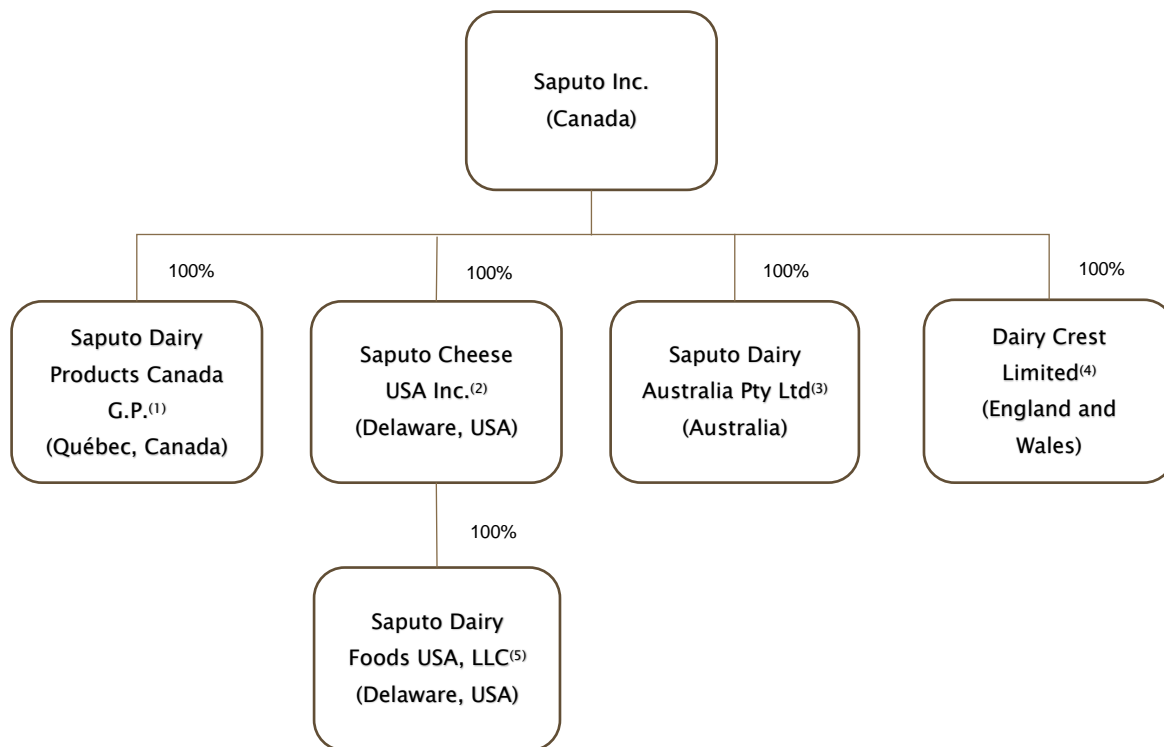 Saputo Inc.
(Canada)
100%
100%
100%
100%
Saputo Dairy
Products Canada
G.P.(1)
(Québec, Canada)
Saputo Cheese
USA Inc.(2)
(Delaware, USA)
Saputo Dairy
Australia Pty Ltd(3)
(Australia)
Dairy Crest
Limited(4)
(England and
Wales)
100%
Saputo Dairy
Foods USA, LLC(5)
(Delaware, USA)